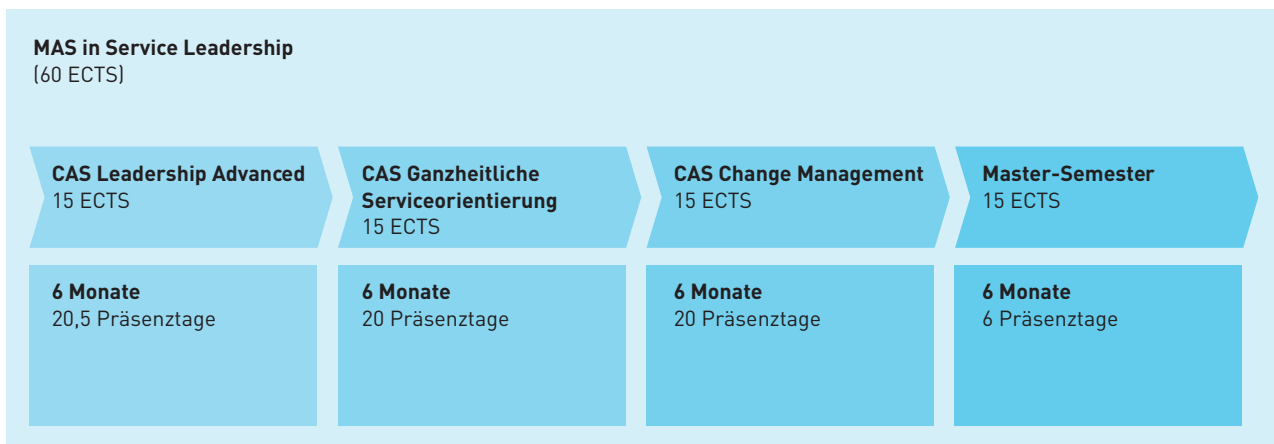 MAS in Service Leadership
(60 ECTS)
CAS Leadership Advanced
15 ECTS
CAS Ganzheitliche
Serviceorientierung
15 ECTS
CAS Change Management
15 ECTS
Master-Semester
15 ECTS
6 Monate
20,5 Präsenztage
6 Monate
20 Präsenztage
6 Monate
20 Präsenztage
6 Monate
6 Präsenztage